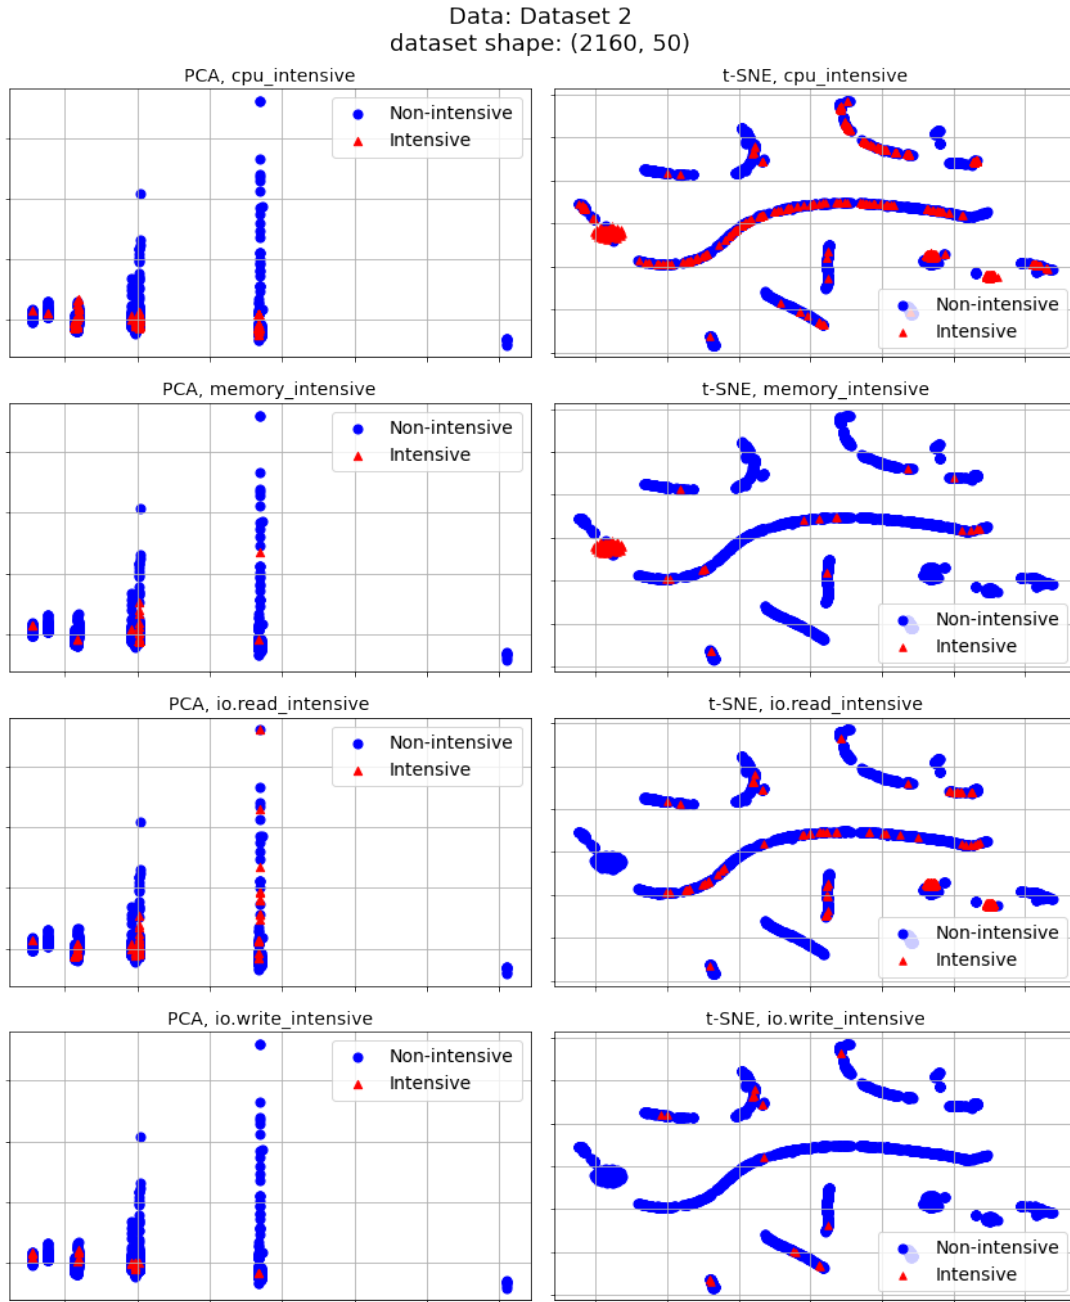 Data: Dataset 2
dataset shape: (2160, 50)
PCA, cpu_intensive
Non-intensive
Intensive
t-SNE, cpu_intensive
Non-intensive
Intensive
PCA, memory_intensive
Non-intensive
Intensive
t-SNE, memory_intensive
Non-intensive
Intensive
PCA, io.read_intensive
Non-intensive
Intensive
t-SNE, io.read_intensive
Non-intensive
Intensive
PCA, io.write_intensive
Non-intensive
Intensive
t-SNE, io.write_intensive
Non-intensive
Intensive